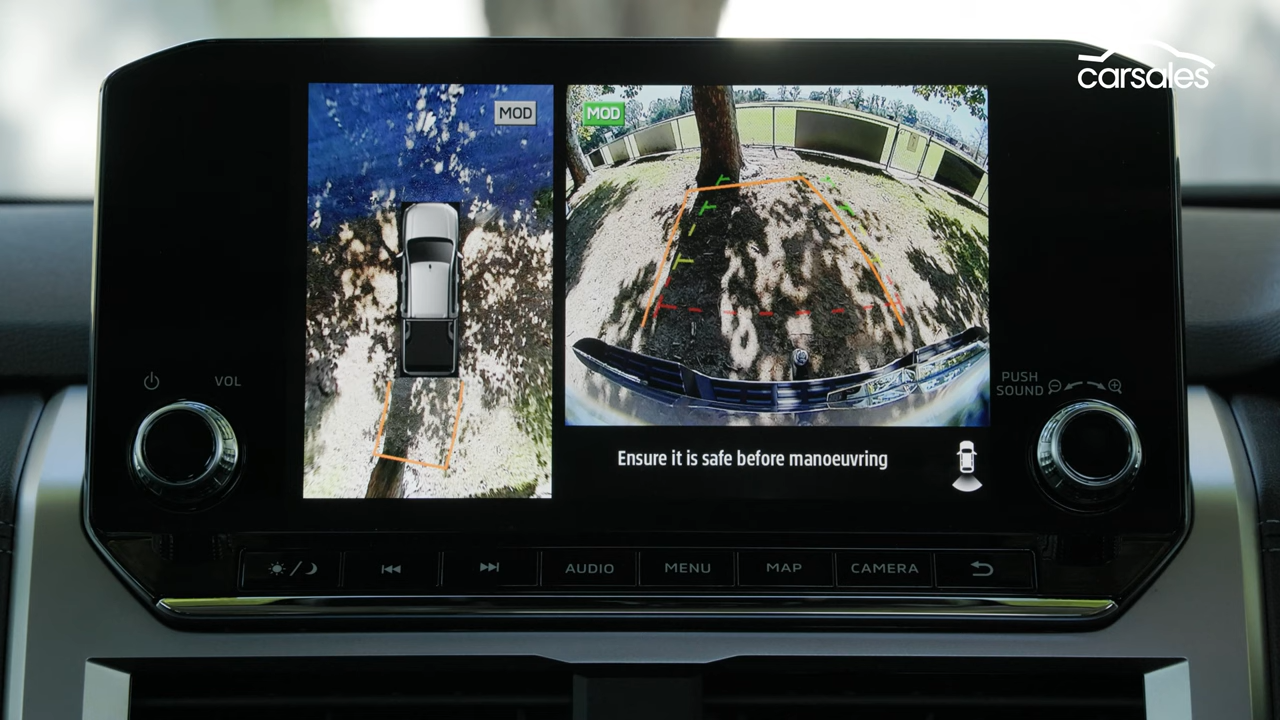 carsales
MOD
MOD
PUSH
SOUND
VOL
Ensure it is safe before manoeuvring
AUDIO
MENU
MAP
CAMERA